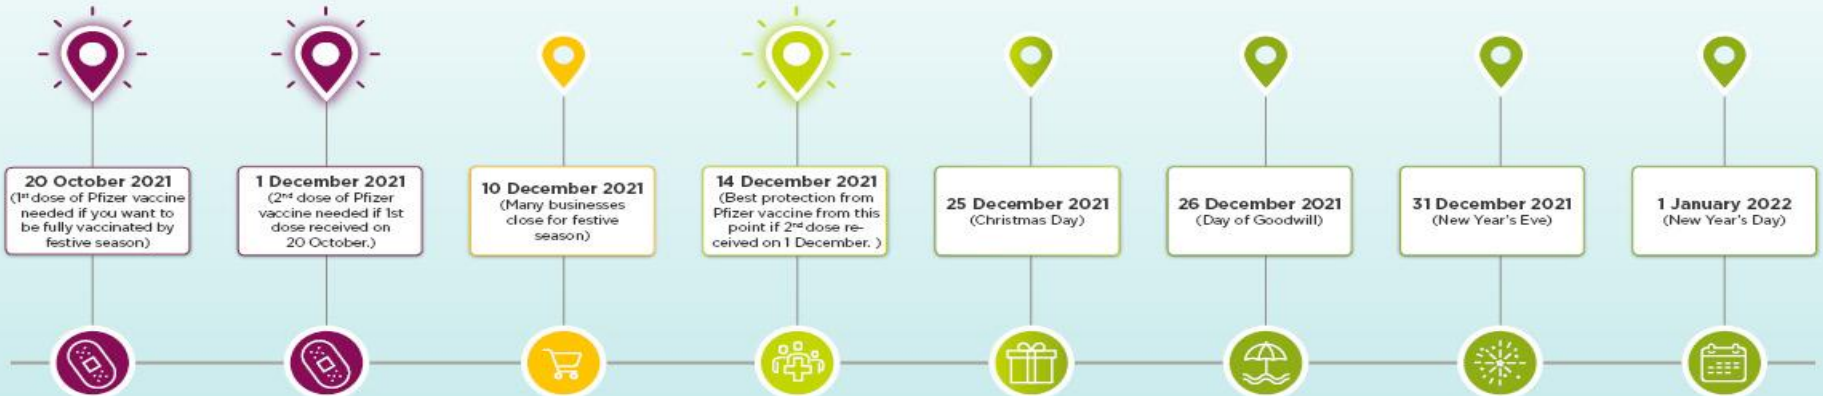 20 October 2021
(1st dose of Pfizer vaccine
needed if you want to
be fully vaccinated by
festive season)
1 December 2021
(2nd dose of Pfizer
vaccine needed if 1st
dose received on
20 October.)
10 December 2021
(Many businesses
close for festive
season)
14 December 2021
(Best protection from
Pfizer vaccine from this
point if 2nd dose re-
ceived on 1 December. )
25 December 2021
(Christmas Day)
26 December 2021
(Day of Goodwill)
31 December 2021
(New Year's Eve)
1 January 2022
(New Year's Day)